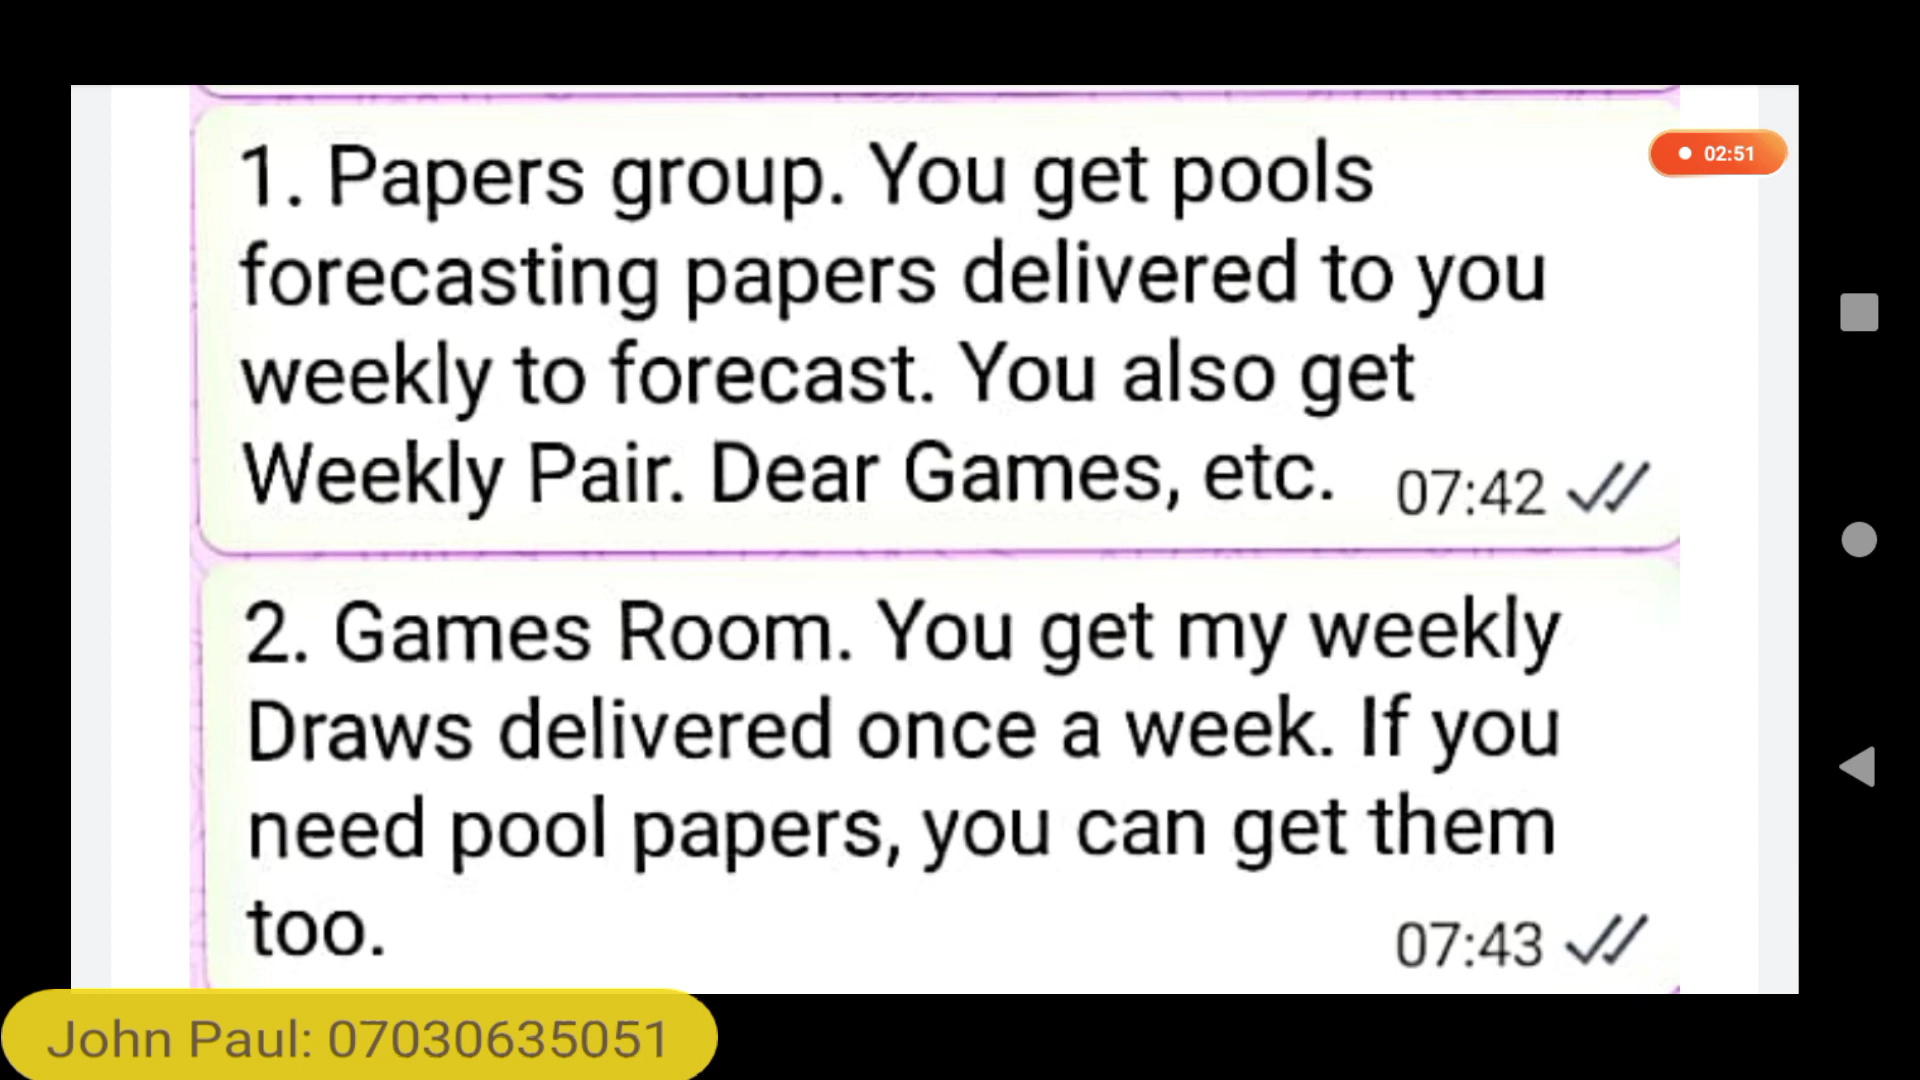 1. Papers group. You get pools
forecasting papers delivered to you
weekly to forecast. You also get
Weekly Pair. Dear Games, etc. 07:42
02:51
2. Games Room. You get my weekly
Draws delivered once a week. If you
need pool papers, you can get them
too. 07:43
John Paul: 07030635051